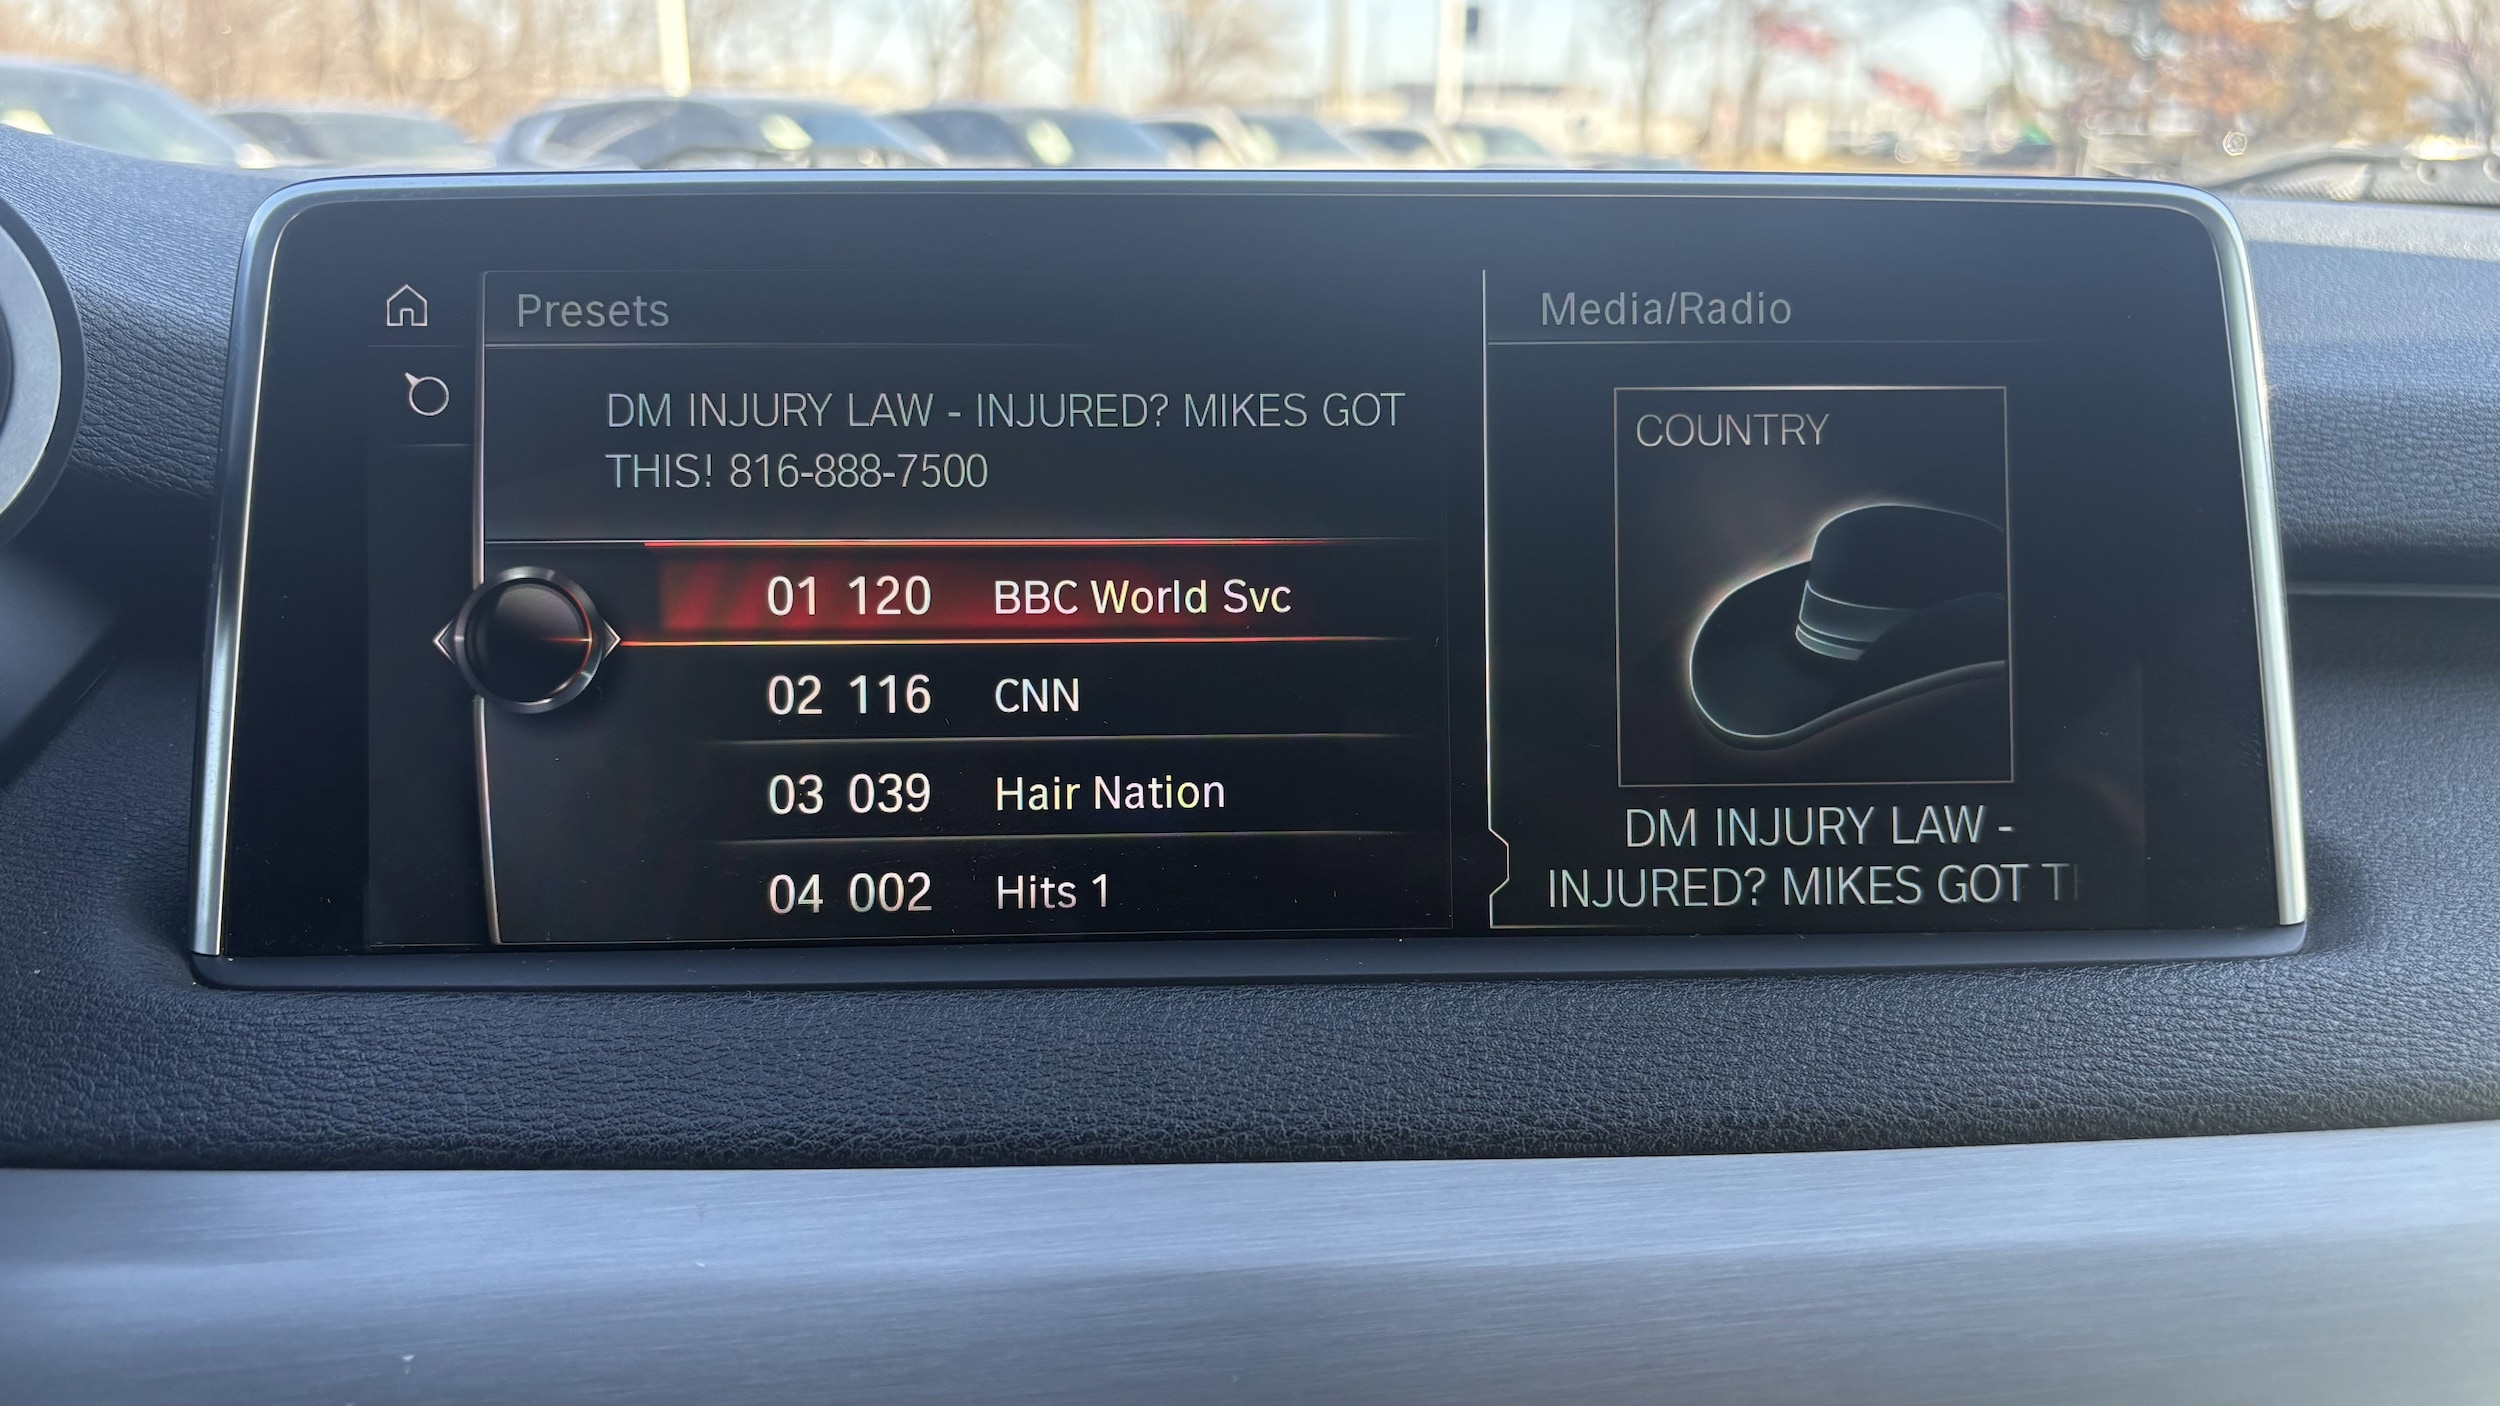 Presets
DM INJURY LAW - INJURED? MIKES GOT
THIS! 816-888-7500
01 120 BBC World Svc
02 116 CNN
03 039 Hair Nation
04 002 Hits 1
Media/Radio
COUNTRY
DM INJURY LAW -
INJURED? MIKES GOT